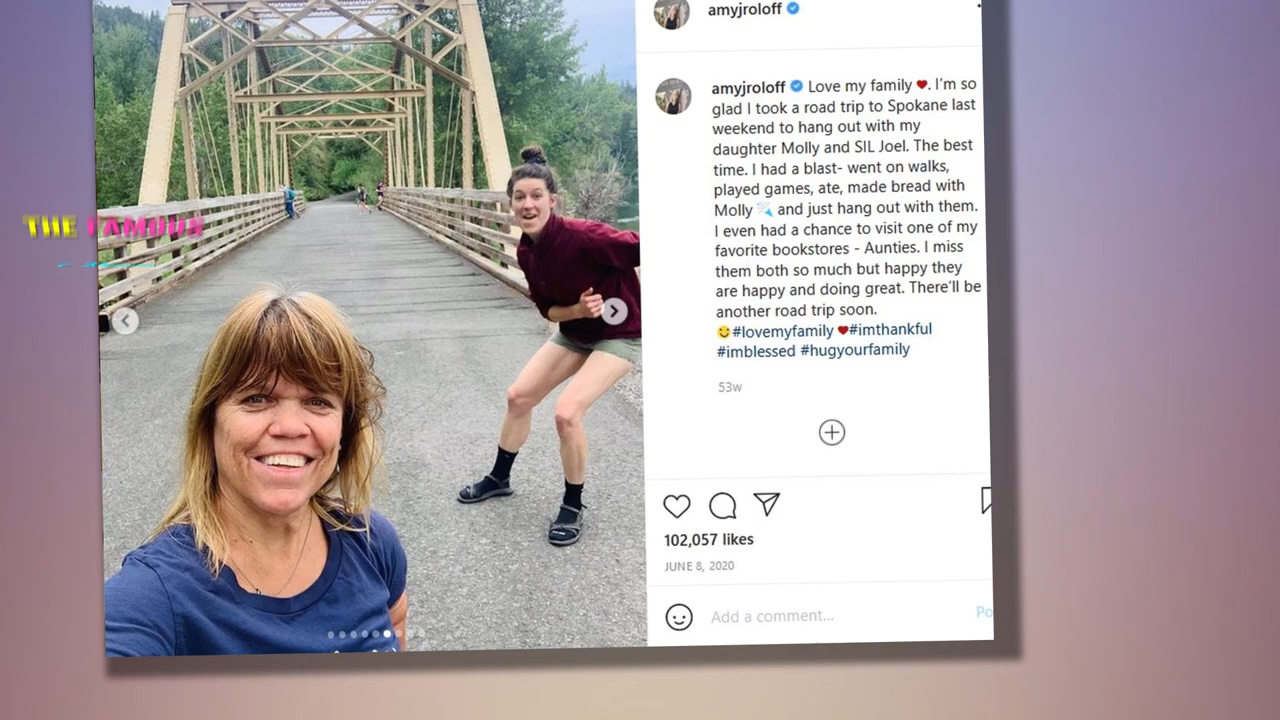 amyjroloff
amyjroloff Love my family ❤. I'm so
glad I took a road trip to Spokane last
weekend to hang out with my
daughter Molly and SIL Joel. The best
time. I had a blast- went on walks,
played games, ate, made bread with
Molly and just hang out with them.
I even had a chance to visit one of my
favorite bookstores - Aunties. I miss
them both so much but happy they
are happy and doing great. There'll be
another road trip soon.
#lovemyfamily ❤#imthankful
#imblessed #hugyourfamily
53w
102,057 likes
JUNE 8, 2020
Add a comment... Po
THE FAMOUS